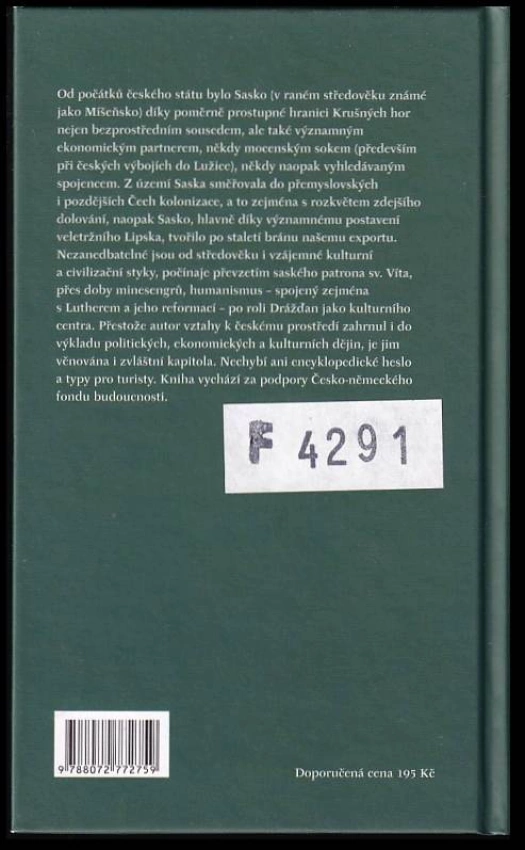 Od počátků českého státu bylo Sasko (v raném středověku známé
jako Míšeňsko) díky poměrně prostupné hranici Krušných hor
nejen bezprostředním sousedem, ale také významným
ekonomickým partnerem, někdy mocenským sokem (především
při českých výbojích do Lužice), někdy naopak vyhledávaným
spojencem. Z území Saska směřovala do přemyslovských
i pozdějších Čech kolonizace, a to zejména s rozkvětem zdejšího
dolování, naopak Sasko, hlavně díky významnému postavení
veletržního Lipska, tvořilo po staletí bránu našemu exportu.
Nezanedbatelné jsou od středověku i vzájemné kulturní
a civilizační styky, počínaje převzetím saského patrona sv. Víta,
přes doby minesengrů, humanismus – spojený zejména
s Lutherem a jeho reformací – po roli Drážďan jako kulturního
centra. Přestože autor vztahy k českému prostředí zahrnul i do
výkladu politických, ekonomických a kulturních dějin, je jim
věnována i zvláštní kapitola. Nechybí ani encyklopedické heslo
a typy pro turisty. Kniha vychází za podpory Česko-německého
fondu budoucnosti.
F 4291
9 788072 772759
Doporučená cena 195 Kč